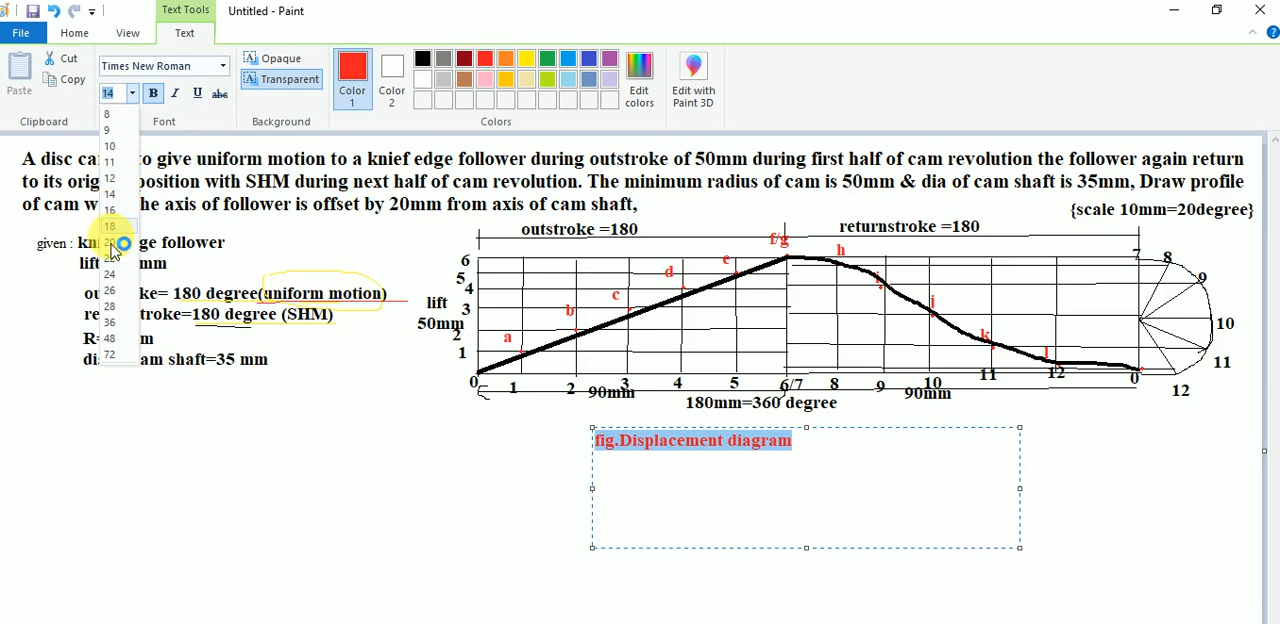 Text Tools
Untitled - Paint
File
Home
View
Text
Paste
Cut
Copy
Clipboard
Times New Roman
14
B I U abc
Font
Opaque
Transparent
Background
Color 1
Color 2
Edit colors
Colors
Edit with Paint 3D
8
9
10
11
12
14
16
18
20
24
26
28
36
48
72
A disc ca to give uniform motion to a knief edge follower during outstroke of 50mm during first half of cam revolution the follower again return
to its orig position with SHM during next half of cam revolution. The minimum radius of cam is 50mm & dia of cam shaft is 35mm, Draw profile
of cam w he axis of follower is offset by 20mm from axis of cam shaft,
{scale 10mm=20degree}
given : kn ge follower
lift mm
ou ke= 180 degree(uniform motion)
re troke=180 degree (SHM)
R= m
di am shaft=35 mm
outstroke =180
returnstroke =180
lift
50mm
6
5
4
3
2
1
a
b
c
d
e
f/g
h
i
j
k
l
7
8
9
10
11
12
0
1
2
3
4
5
6/7
8
9
10
11
12
0
90mm
90mm
180mm=360 degree
fig.Displacement diagram